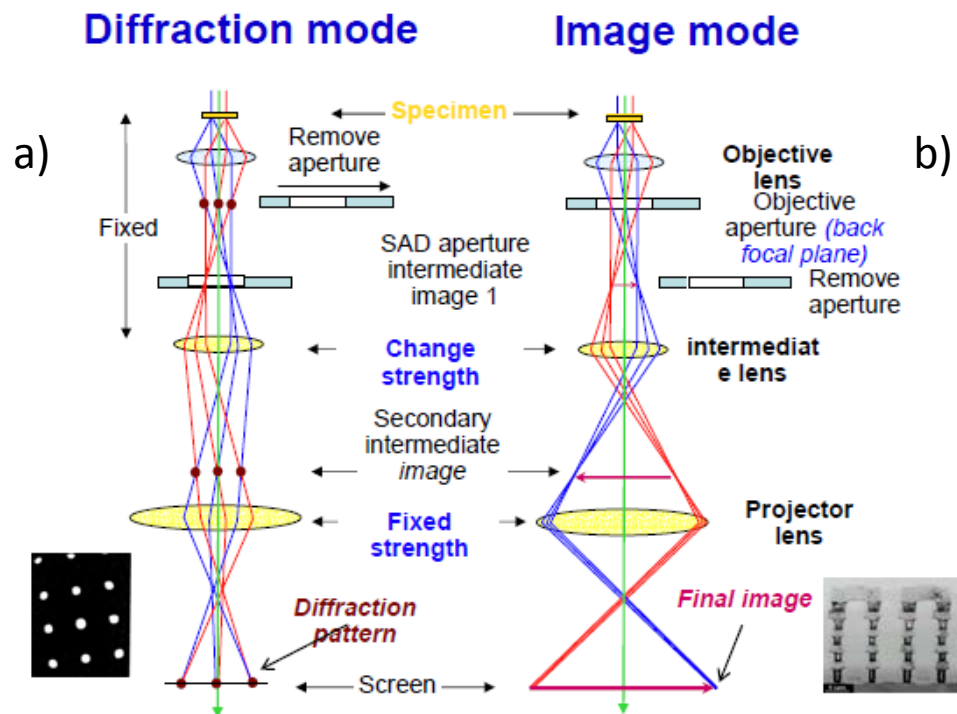 Diffraction mode
Image mode
a)
Specimen
b)
Remove
aperture
Objective
lens
Fixed
Objective
aperture (back
focal plane)
SAD aperture
intermediate
image 1
Remove
aperture
Change
strength
intermediat
e lens
Secondary
intermediate
image
Fixed
strength
Projector
lens
Diffraction
pattern
Final image
Screen